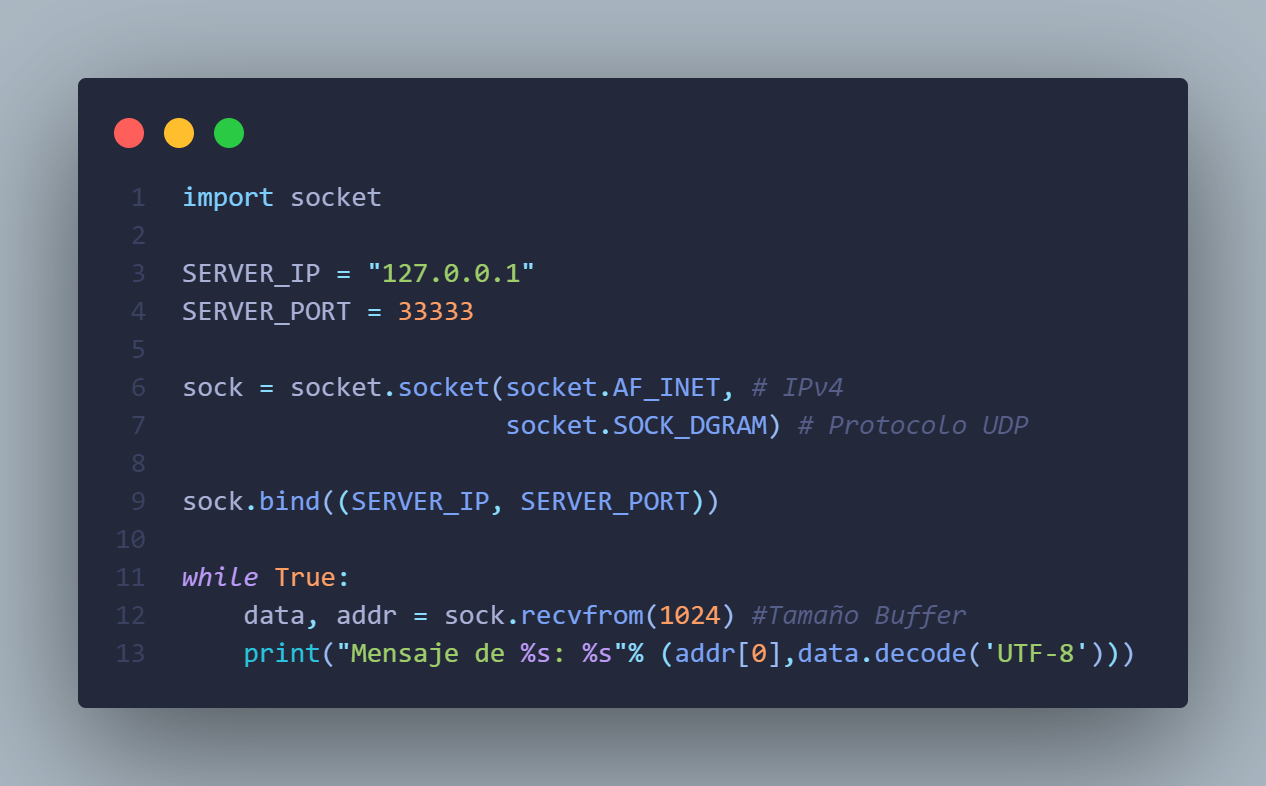 1 import socket
2
3 SERVER_IP = "127.0.0.1"
4 SERVER_PORT = 33333
5
6 sock = socket.socket(socket.AF_INET, # IPv4
7                      socket.SOCK_DGRAM) # Protocolo UDP
8
9 sock.bind((SERVER_IP, SERVER_PORT))
10
11 while True:
12     data, addr = sock.recvfrom(1024) #Tamaño Buffer
13     print("Mensaje de %s: %s"% (addr[0],data.decode('UTF-8')))